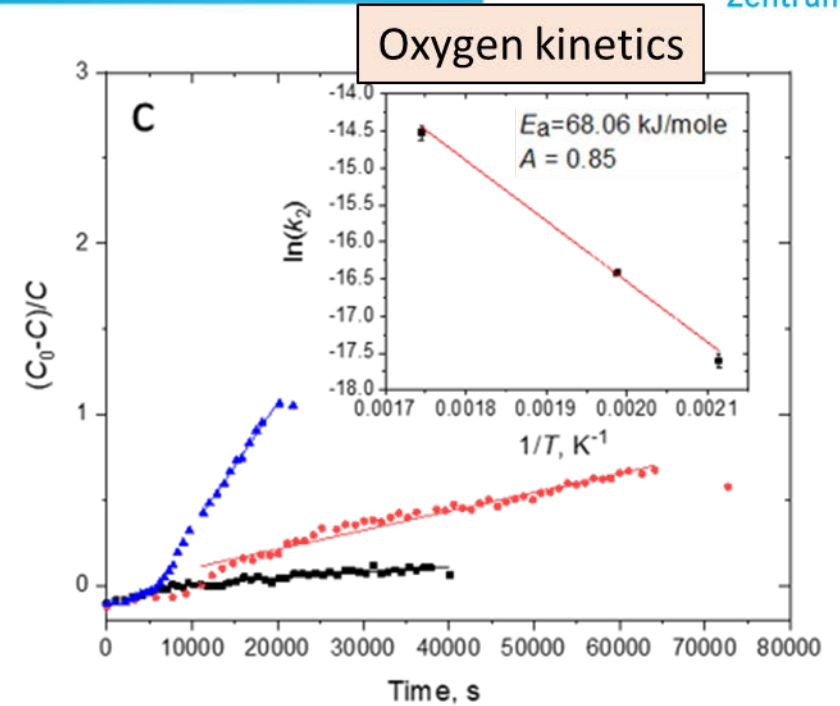 Zentrum
Oxygen kinetics
C
(C₀-C)/C
3
2
1
0
0 10000 20000 30000 40000 50000 60000 70000 80000
Time, s
Ea=68.06 kJ/mole
A = 0.85
ln(k₂)
-14.0
-14.5
-15.0
-15.5
-16.0
-16.5
-17.0
-17.5
-18.0
0.0017 0.0018 0.0019 0.0020 0.0021
1/T, K⁻¹